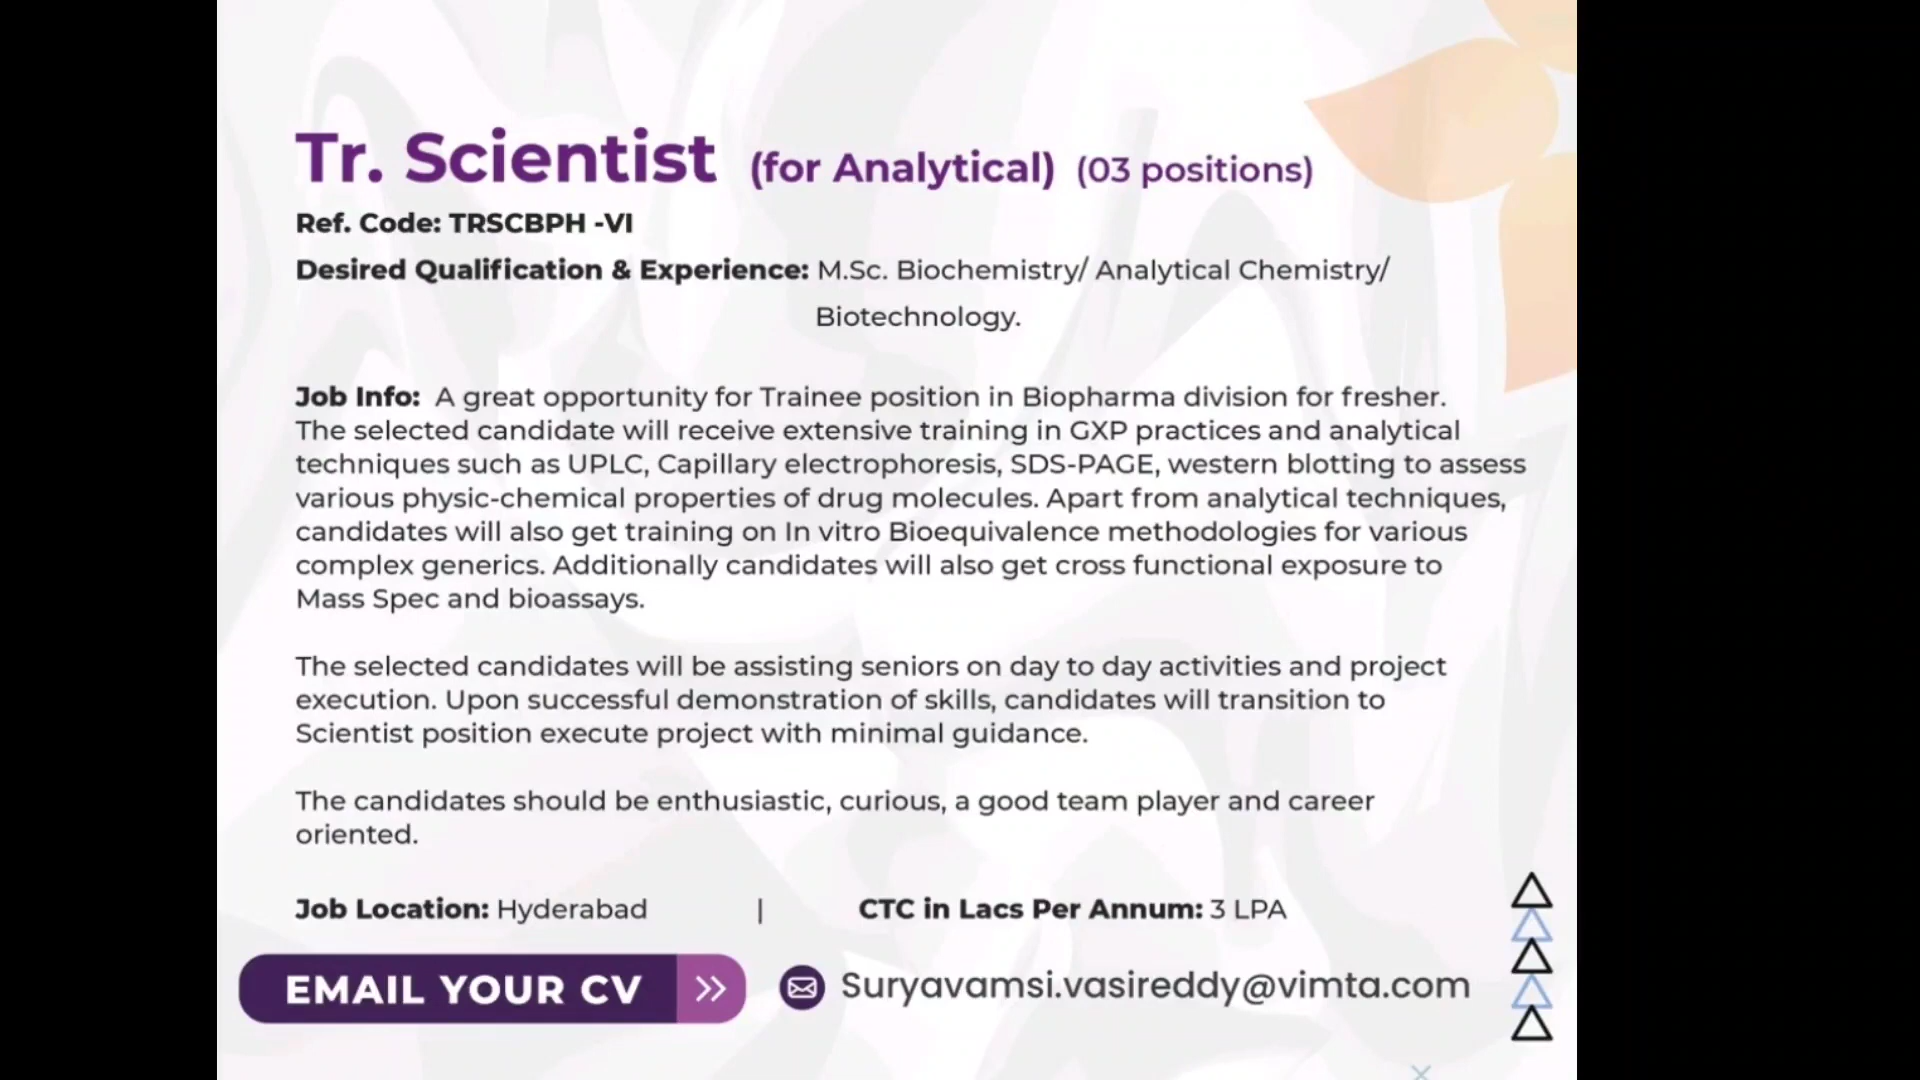 Tr. Scientist (for Analytical) (03 positions)
Ref. Code: TRSCBPH -VI
Desired Qualification & Experience: M.Sc. Biochemistry/ Analytical Chemistry/
Biotechnology.
Job Info: A great opportunity for Trainee position in Biopharma division for fresher.
The selected candidate will receive extensive training in GXP practices and analytical
techniques such as UPLC, Capillary electrophoresis, SDS-PAGE, western blotting to assess
various physic-chemical properties of drug molecules. Apart from analytical techniques,
candidates will also get training on In vitro Bioequivalence methodologies for various
complex generics. Additionally candidates will also get cross functional exposure to
Mass Spec and bioassays.
The selected candidates will be assisting seniors on day to day activities and project
execution. Upon successful demonstration of skills, candidates will transition to
Scientist position execute project with minimal guidance.
The candidates should be enthusiastic, curious, a good team player and career
oriented.
Job Location: Hyderabad | CTC in Lacs Per Annum: 3 LPA
EMAIL YOUR CV >> Suryavamsi.vasireddy@vimta.com